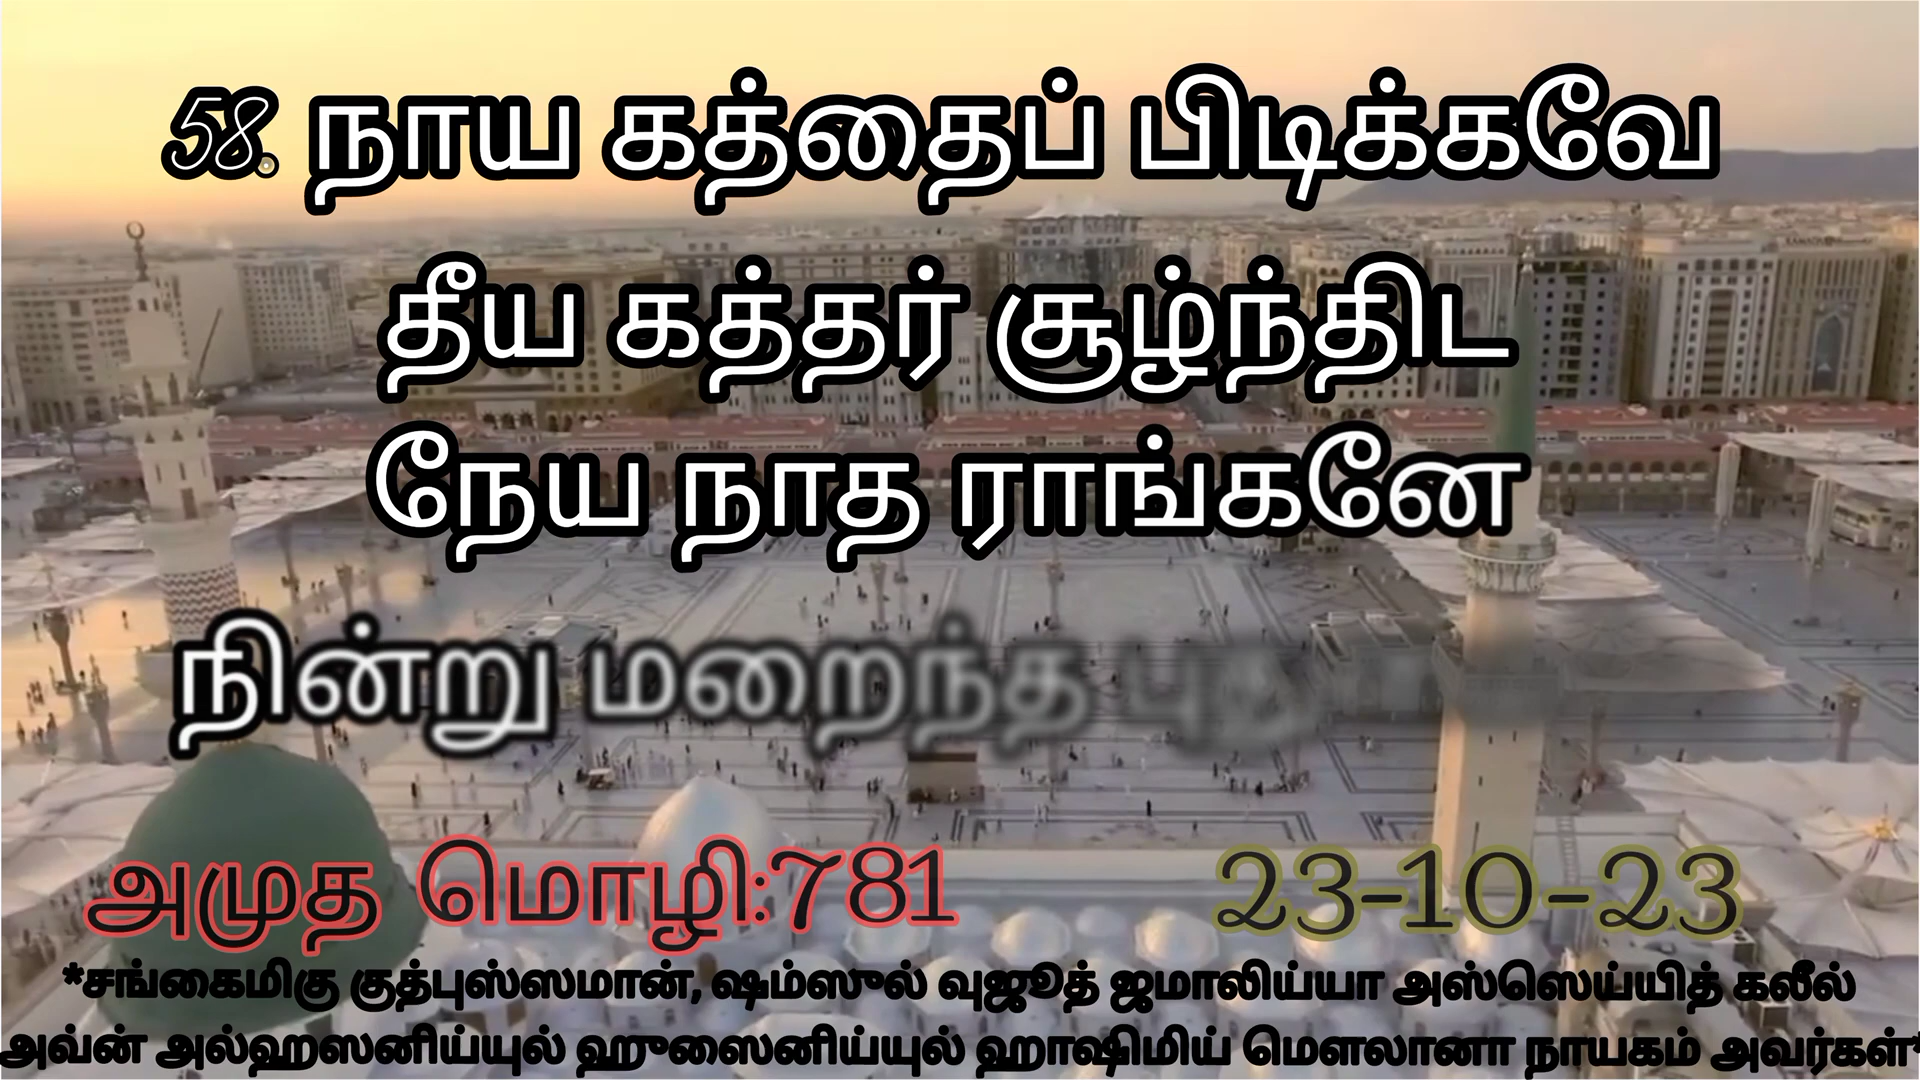 58. நாய கத்தைப் பிடிக்கவே
தீய கத்தர் சூழ்ந்திட
நேய நாத ராங்கனே
நின்று மறைந்த
அமுத மொழி:781
23-10-23
*சங்கைமிகு குத்புஸ்ஸமான், ஷம்ஸுல் வுஜூத் ஜமாலிய்யா அஸ்ஸெய்யித் கலீல்
அவ்ன் அல்ஹஸனிய்யுல் ஹுஸைனிய்யுல் ஹாஷிமிய் மௌலானா நாயகம் அவர்கள்*